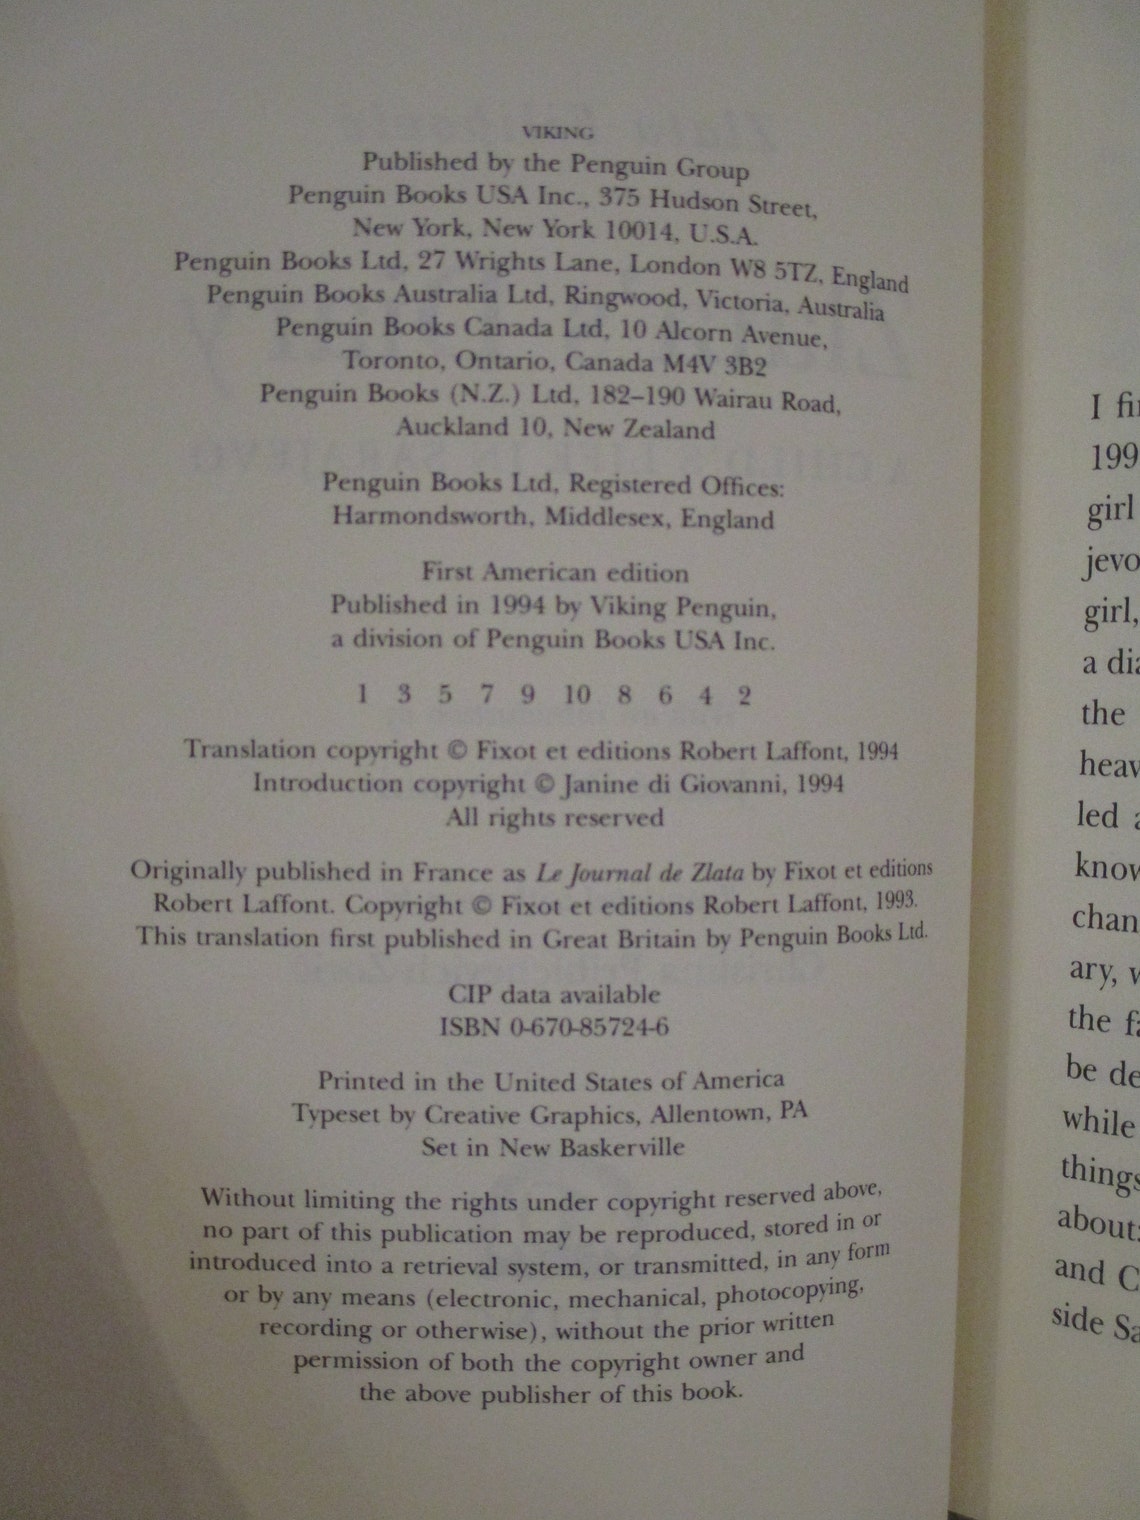 VIKING
Published by the Penguin Group
Penguin Books USA Inc., 375 Hudson Street,
New York, New York 10014, U.S.A.
Penguin Books Ltd, 27 Wrights Lane, London W8 5TZ, England
Penguin Books Australia Ltd, Ringwood, Victoria, Australia
Penguin Books Canada Ltd, 10 Alcorn Avenue,
Toronto, Ontario, Canada M4V 3B2
Penguin Books (N.Z.) Ltd, 182–190 Wairau Road,
Auckland 10, New Zealand
Penguin Books Ltd, Registered Offices:
Harmondsworth, Middlesex, England
First American edition
Published in 1994 by Viking Penguin,
a division of Penguin Books USA Inc.
1 3 5 7 9 10 8 6 4 2
Translation copyright © Fixot et editions Robert Laffont, 1994
Introduction copyright © Janine di Giovanni, 1994
All rights reserved
Originally published in France as Le Journal de Zlata by Fixot et editions
Robert Laffont. Copyright © Fixot et editions Robert Laffont, 1993.
This translation first published in Great Britain by Penguin Books Ltd.
CIP data available
ISBN 0-670-85724-6
Printed in the United States of America
Typeset by Creative Graphics, Allentown, PA
Set in New Baskerville
Without limiting the rights under copyright reserved above,
no part of this publication may be reproduced, stored in or
introduced into a retrieval system, or transmitted, in any form
or by any means (electronic, mechanical, photocopying,
recording or otherwise), without the prior written
permission of both the copyright owner and
the above publisher of this book.
I
199
girl
jevo
girl,
a
the
heav
led
know
chan
ary,
the
be de
while
things
about
and C
side Sa